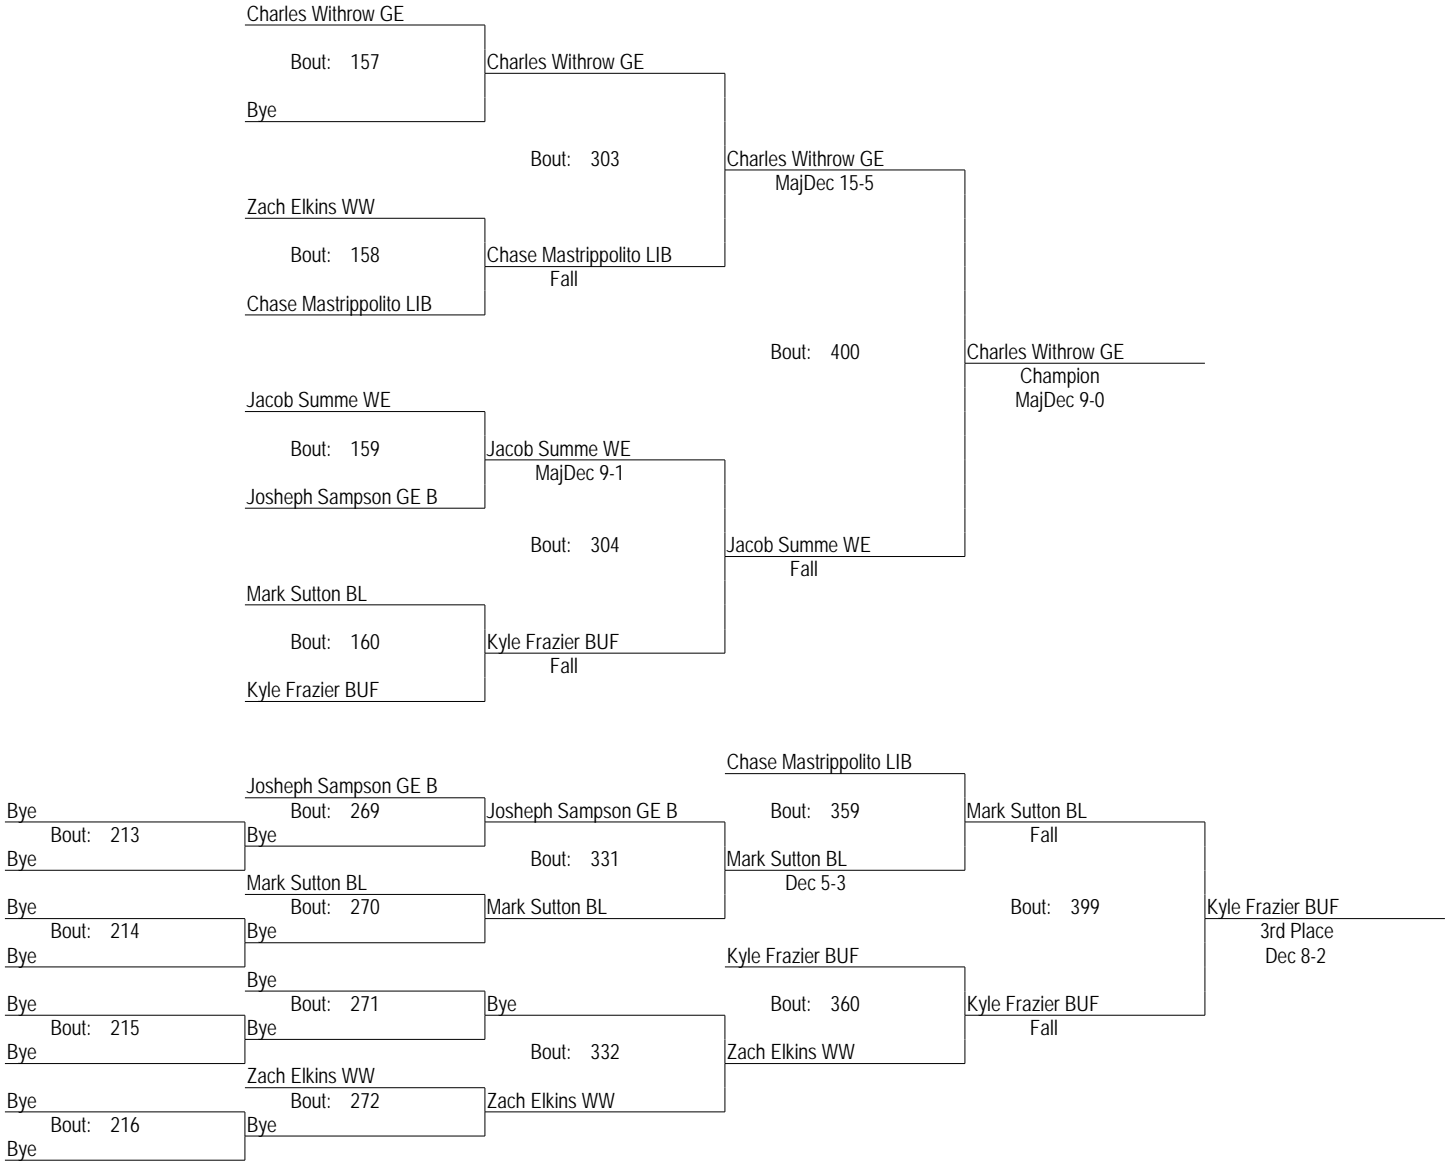 Charles Withrow GE
Bout: 157
Charles Withrow GE
Bye
Bout: 303
Charles Withrow GE
MajDec 15-5
Zach Elkins WW
Bout: 158
Chase Mastrippolito LIB
Fall
Chase Mastrippolito LIB
Bout: 400
Charles Withrow GE
Champion
MajDec 9-0
Jacob Summe WE
Bout: 159
Jacob Summe WE
MajDec 9-1
Josheph Sampson GE B
Bout: 304
Jacob Summe WE
Fall
Mark Sutton BL
Bout: 160
Kyle Frazier BUF
Fall
Kyle Frazier BUF
Chase Mastrippolito LIB
Josheph Sampson GE B
Bye
Bout: 269
Josheph Sampson GE B
Bout: 359
Mark Sutton BL
Fall
Bout: 213
Bye
Bye
Bout: 331
Mark Sutton BL
Dec 5-3
Mark Sutton BL
Bye
Bout: 270
Mark Sutton BL
Bout: 399
Kyle Frazier BUF
3rd Place
Dec 8-2
Bout: 214
Bye
Bye
Kyle Frazier BUF
Bye
Bye
Bout: 271
Bye
Bout: 360
Kyle Frazier BUF
Fall
Bout: 215
Bye
Bye
Bout: 332
Zach Elkins WW
Zach Elkins WW
Bye
Bout: 272
Zach Elkins WW
Bout: 216
Bye
Bye